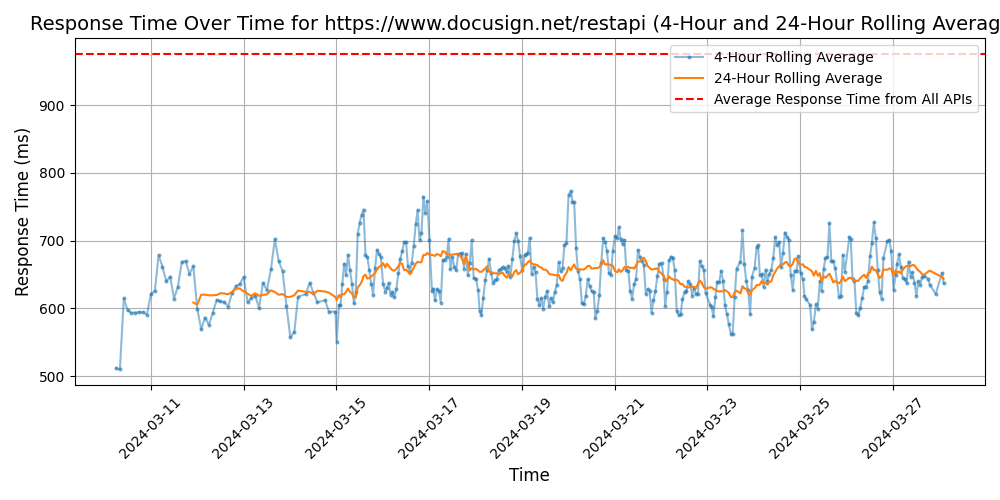 Response Time Over Time for https://www.docusign.net/restapi (4-Hour and 24-Hour Rolling Averag
4-Hour Rolling Average
24-Hour Rolling Average
Average Response Time from All APIs
Response Time (ms)
900
800
700
600
500
2024-03-11
2024-03-13
2024-03-15
2024-03-17
2024-03-19
2024-03-21
2024-03-23
2024-03-25
2024-03-27
Time